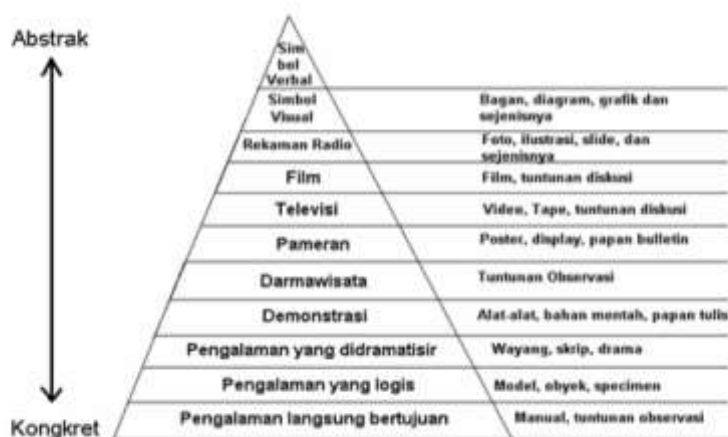 Abstrak
Sim
bol
Verbal
Simbol
Visual
Bagan, diagram, grafik dan
sejenisnya
Rekaman Radio
Foto, ilustrasi, slide, dan
sejenisnya
Film
Film, tuntunan diskusi
Televisi
Video, Tape, tuntunan diskusi
Pameran
Poster, display, papan bulletin
Darmawisata
Tuntunan Observasi
Demonstrasi
Alat-alat, bahan mentah, papan tulis
Pengalaman yang didramatisir
Wayang, skrip, drama
Pengalaman yang logis
Model, obyek, specimen
Kongkret
Pengalaman langsung bertujuan
Manual, tuntunan observasi